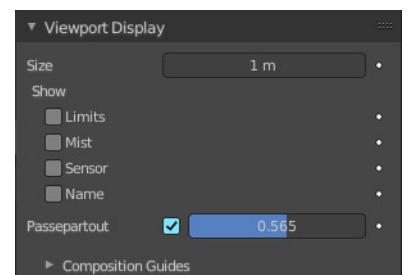 Viewport Display
Size 1 m
Show
Limits
Mist
Sensor
Name
Passepartout 0.565
Composition Guides